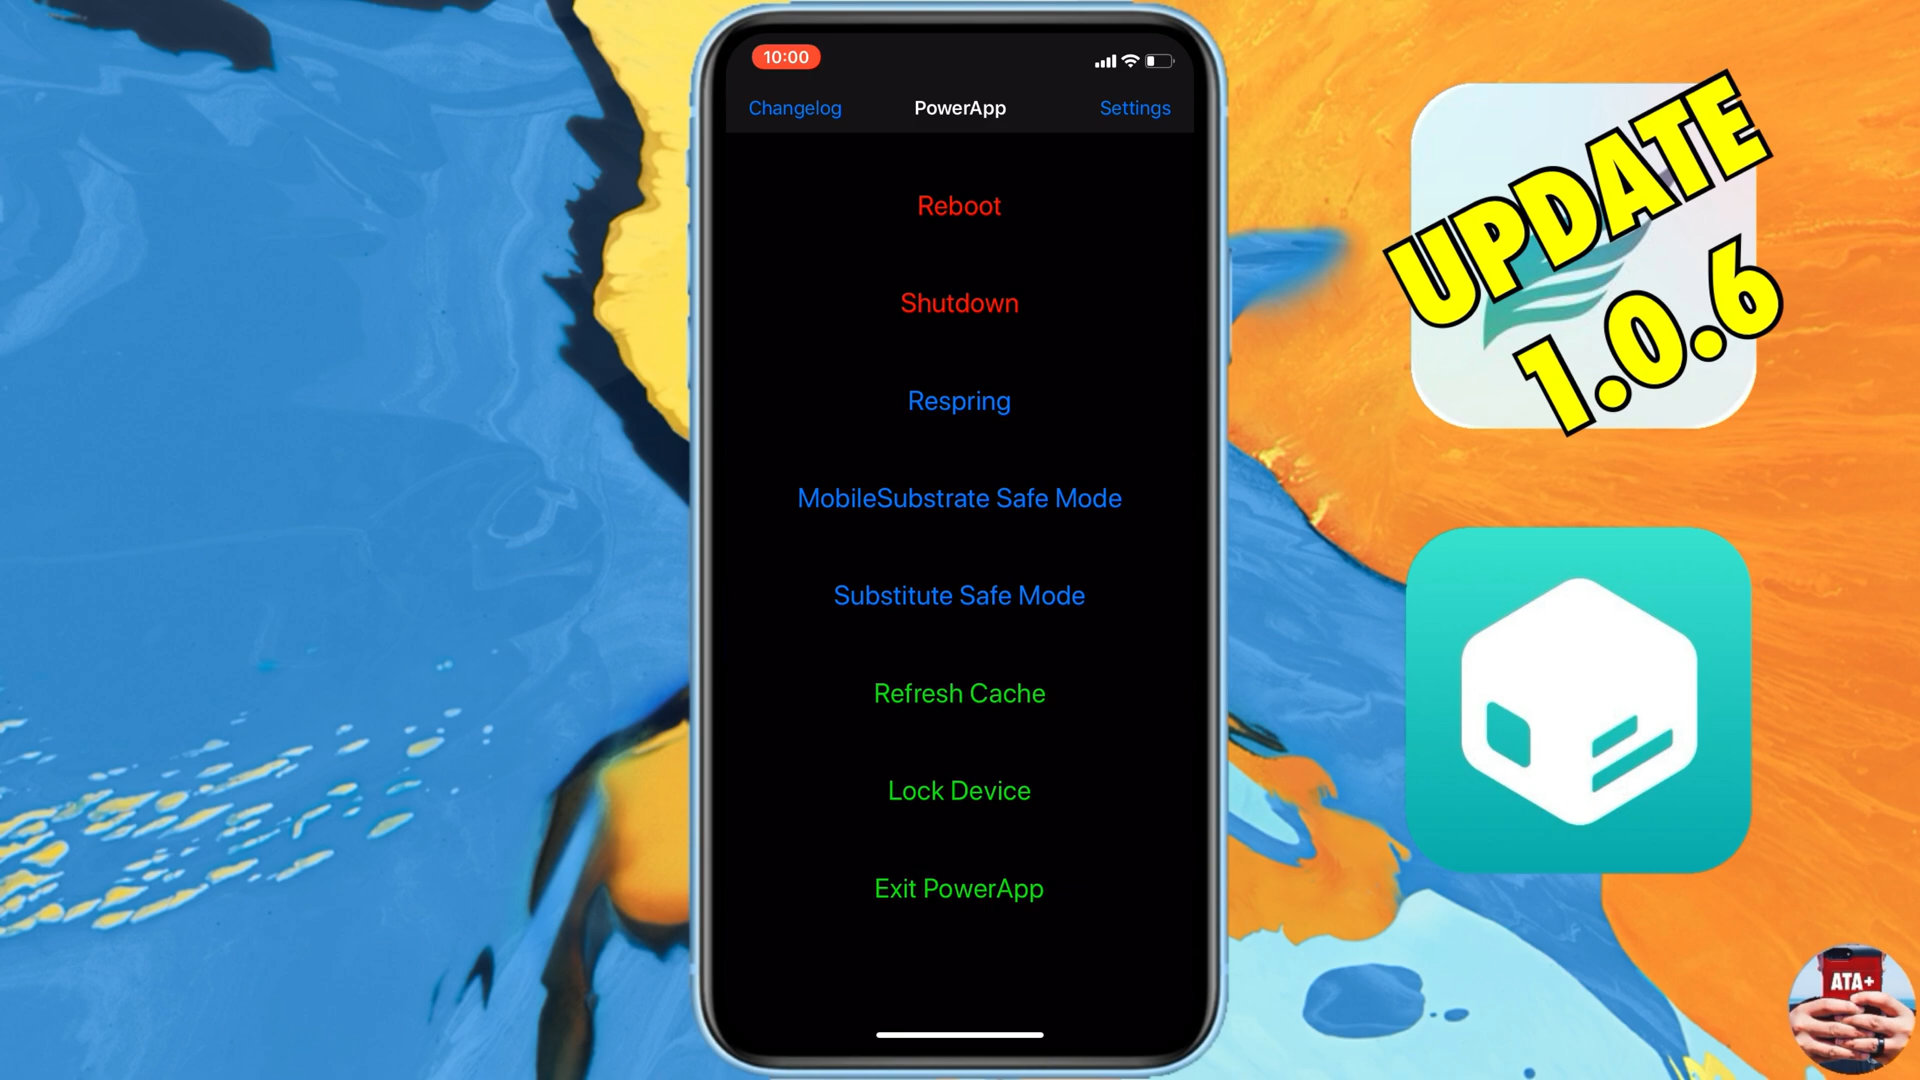 10:00
Changelog
PowerApp
Settings
Reboot
Shutdown
Respring
MobileSubstrate Safe Mode
Substitute Safe Mode
Refresh Cache
Lock Device
Exit PowerApp
UPDATE
1.0.6
ATA+